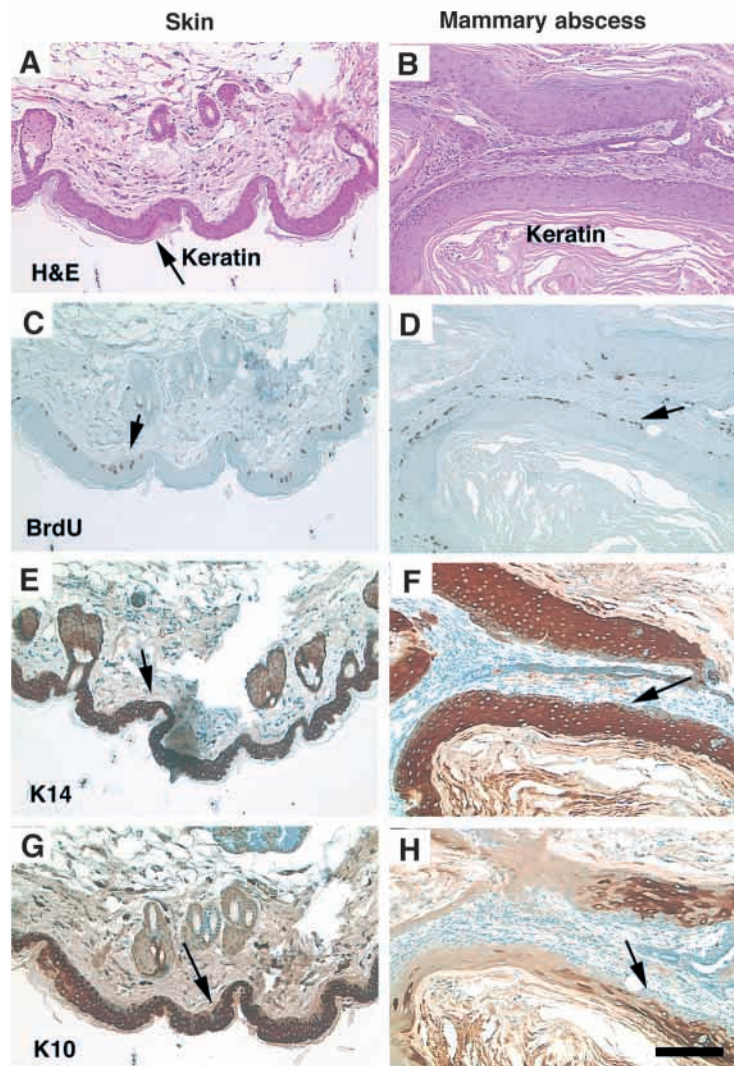 Skin
Mammary abscess
A
B
Keratin
Keratin
H&E
C
D
BrdU
E
F
K14
G
H
K10